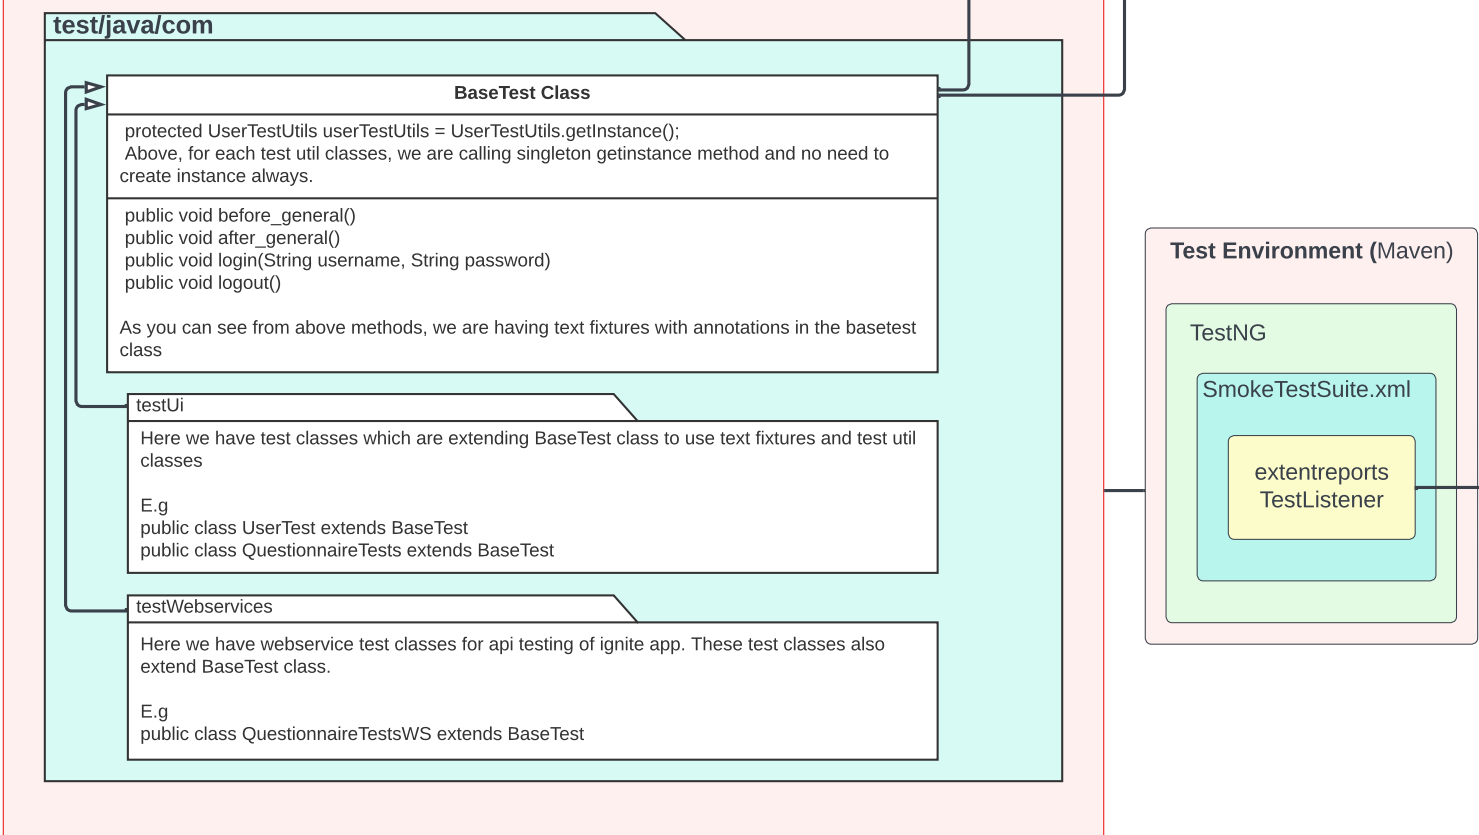 test/java/com
BaseTest Class
protected UserTestUtils userTestUtils = UserTestUtils.getInstance();
Above, for each test util classes, we are calling singleton getinstance method and no need to
create instance always.
public void before_general()
public void after_general()
public void login(String username, String password)
public void logout()
As you can see from above methods, we are having text fixtures with annotations in the basetest
class
testUi
Here we have test classes which are extending BaseTest class to use text fixtures and test util
classes
E.g
public class UserTest extends BaseTest
public class QuestionnaireTests extends BaseTest
testWebservices
Here we have webservice test classes for api testing of ignite app. These test classes also
extend BaseTest class.
E.g
public class QuestionnaireTestsWS extends BaseTest
Test Environment (Maven)
TestNG
SmokeTestSuite.xml
extentreports
TestListener